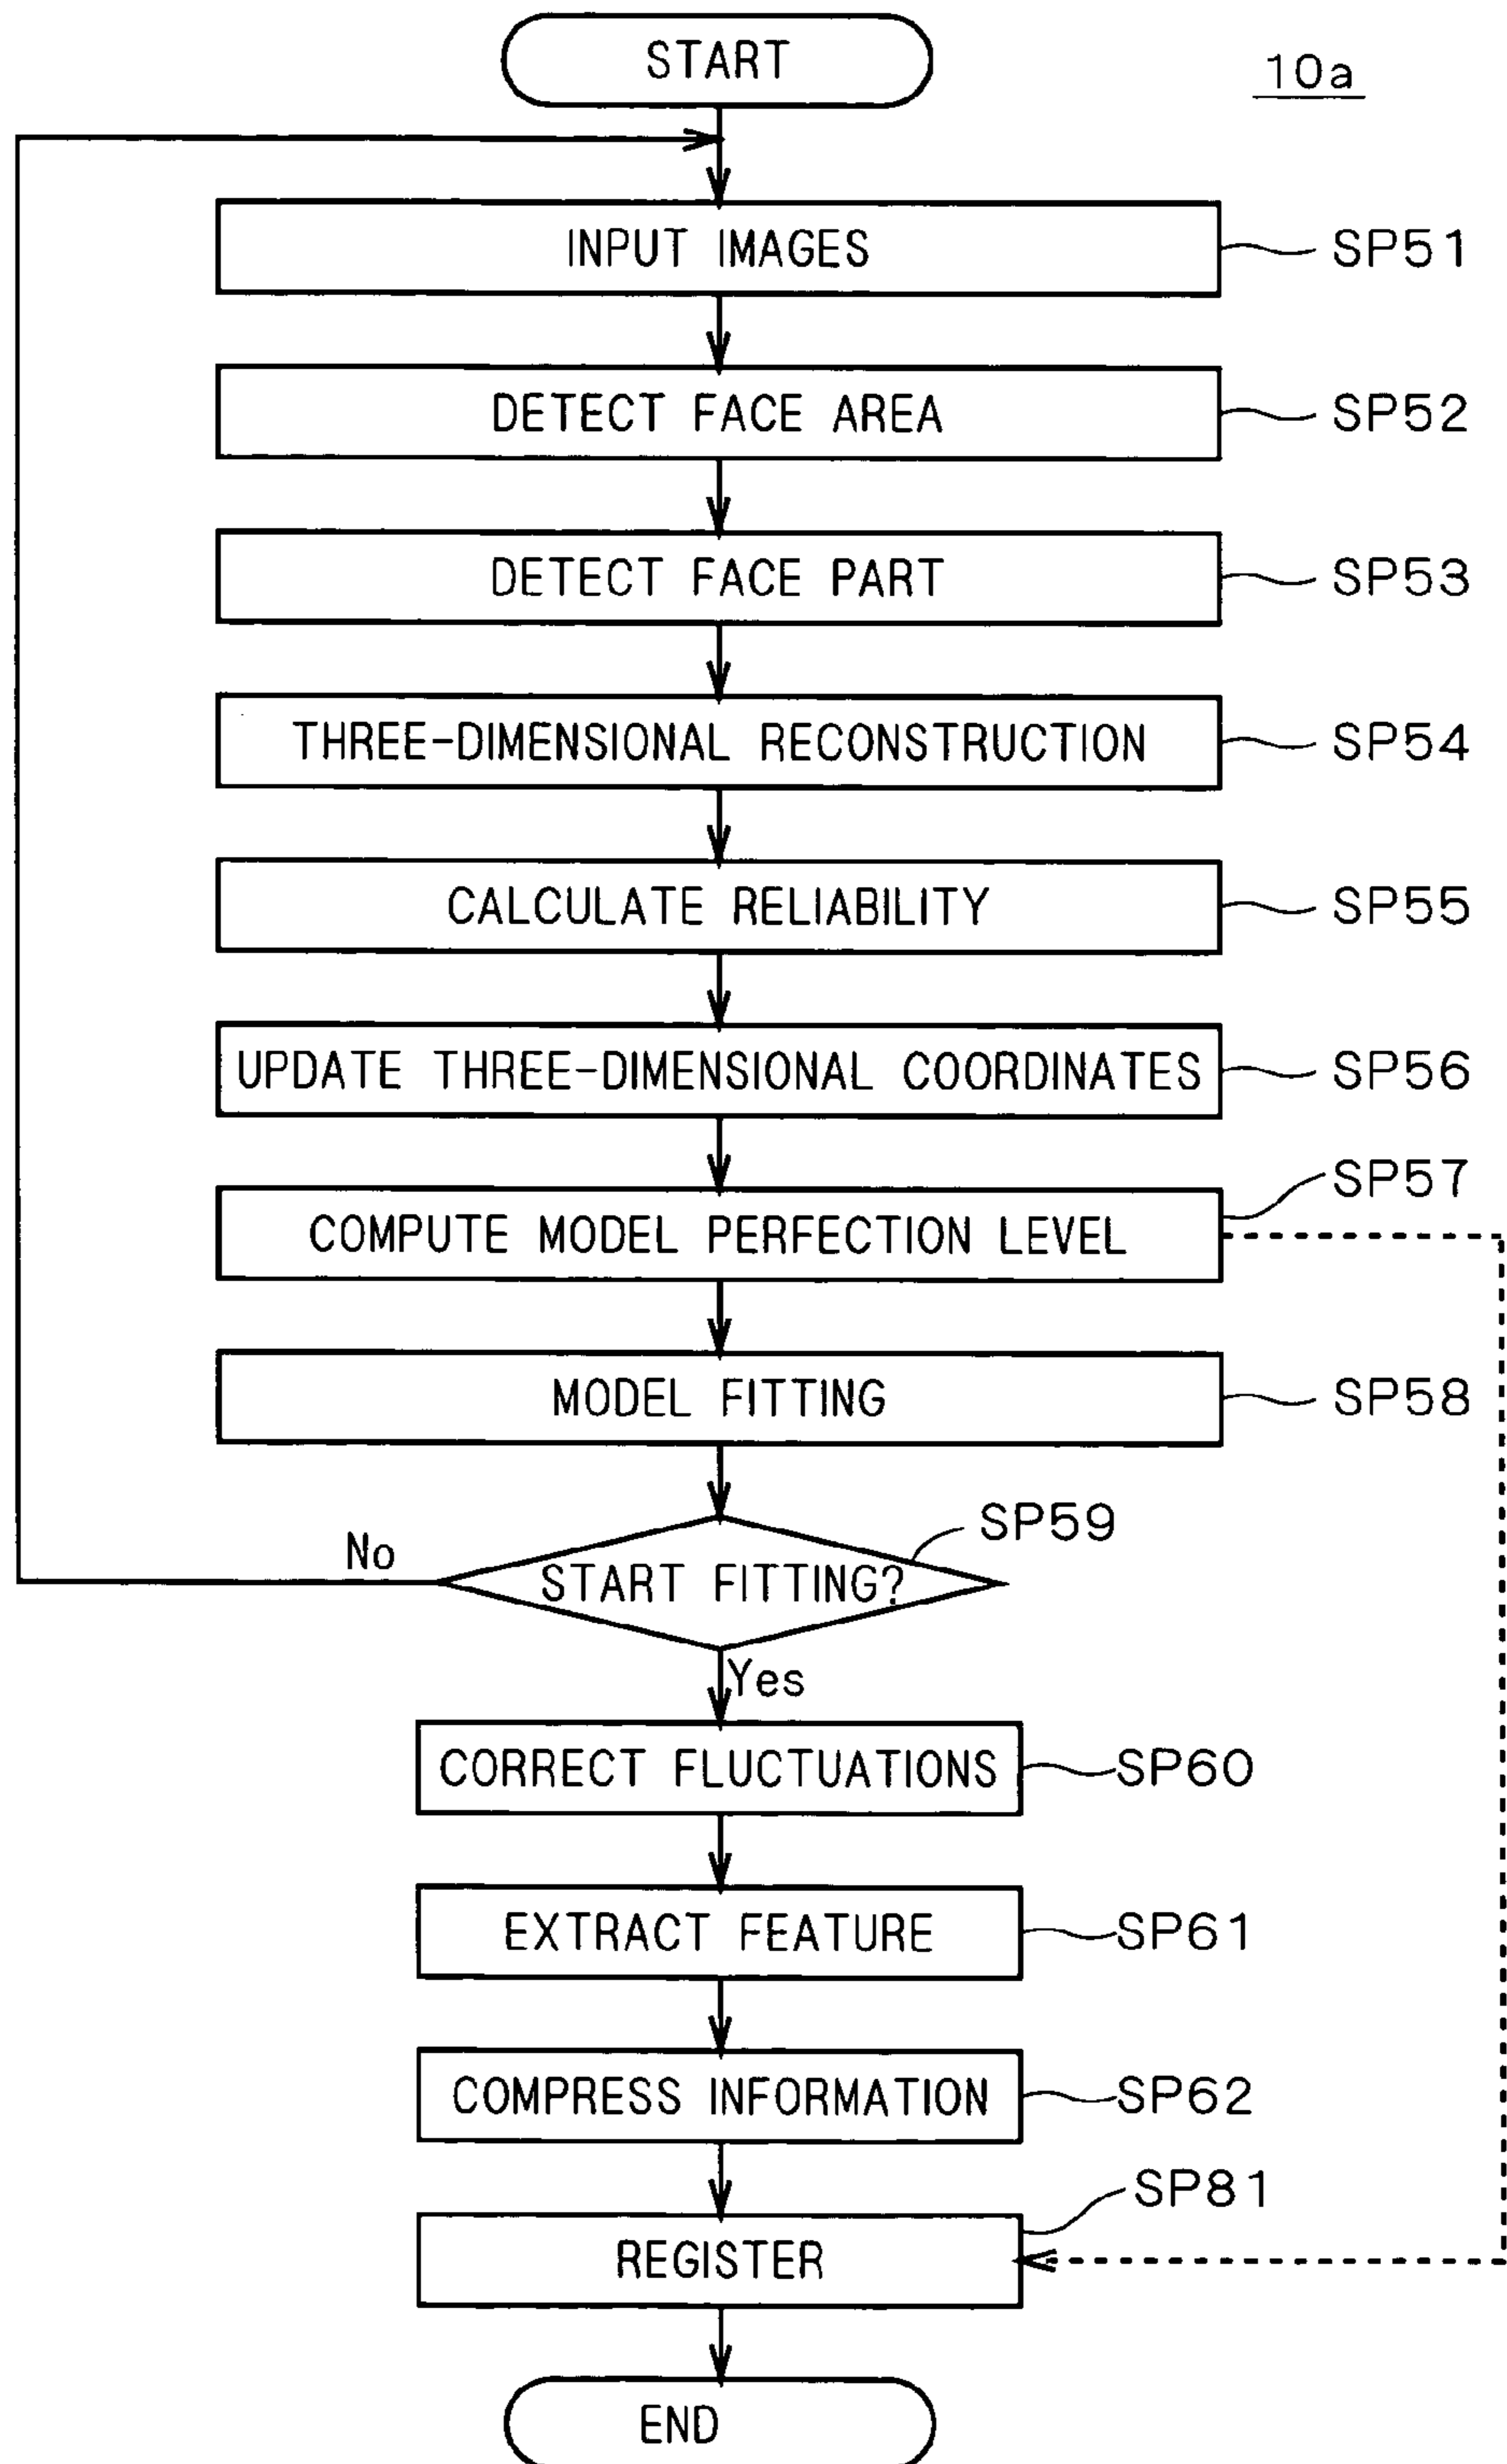 START
10a
INPUT IMAGES
SP51
DETECT FACE AREA
SP52
DETECT FACE PART
SP53
THREE-DIMENSIONAL RECONSTRUCTION
SP54
CALCULATE RELIABILITY
SP55
UPDATE THREE-DIMENSIONAL COORDINATES
SP56
COMPUTE MODEL PERFECTION LEVEL
SP57
MODEL FITTING
SP58
START FITTING?
SP59
No
Yes
CORRECT FLUCTUATIONS
SP60
EXTRACT FEATURE
SP61
COMPRESS INFORMATION
SP62
REGISTER
SP81
END